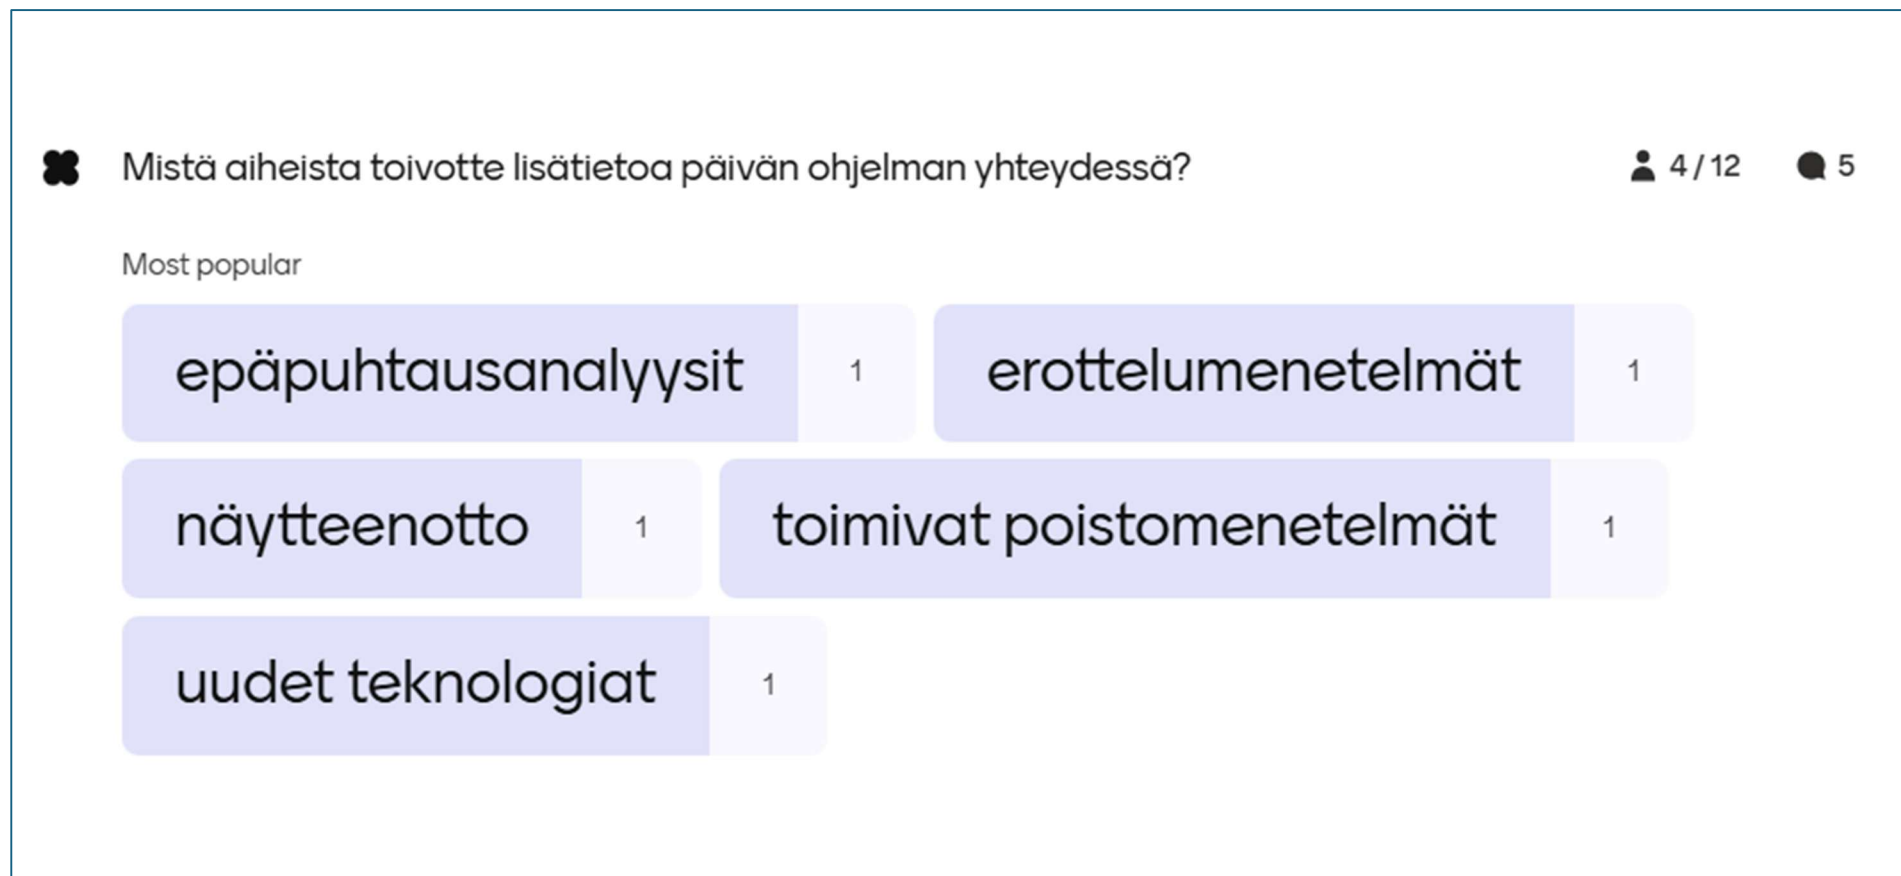 Mistä aiheista toivotte lisätietoa päivän ohjelman yhteydessä? 4 / 12 5
Most popular
epäpuhtausanalyysit 1 erottelumenetelmät 1
näytteenotto 1 toimivat poistomenetelmät 1
uudet teknologiat 1